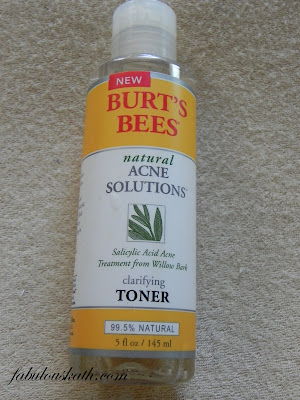 NEW
BURT'S
BEES
natural
ACNE
SOLUTIONS™
Salicylic Acid Acne
Treatment from Willow Bark
clarifying
TONER
99.5% NATURAL
5 fl oz / 145 ml
fabulouskath.com